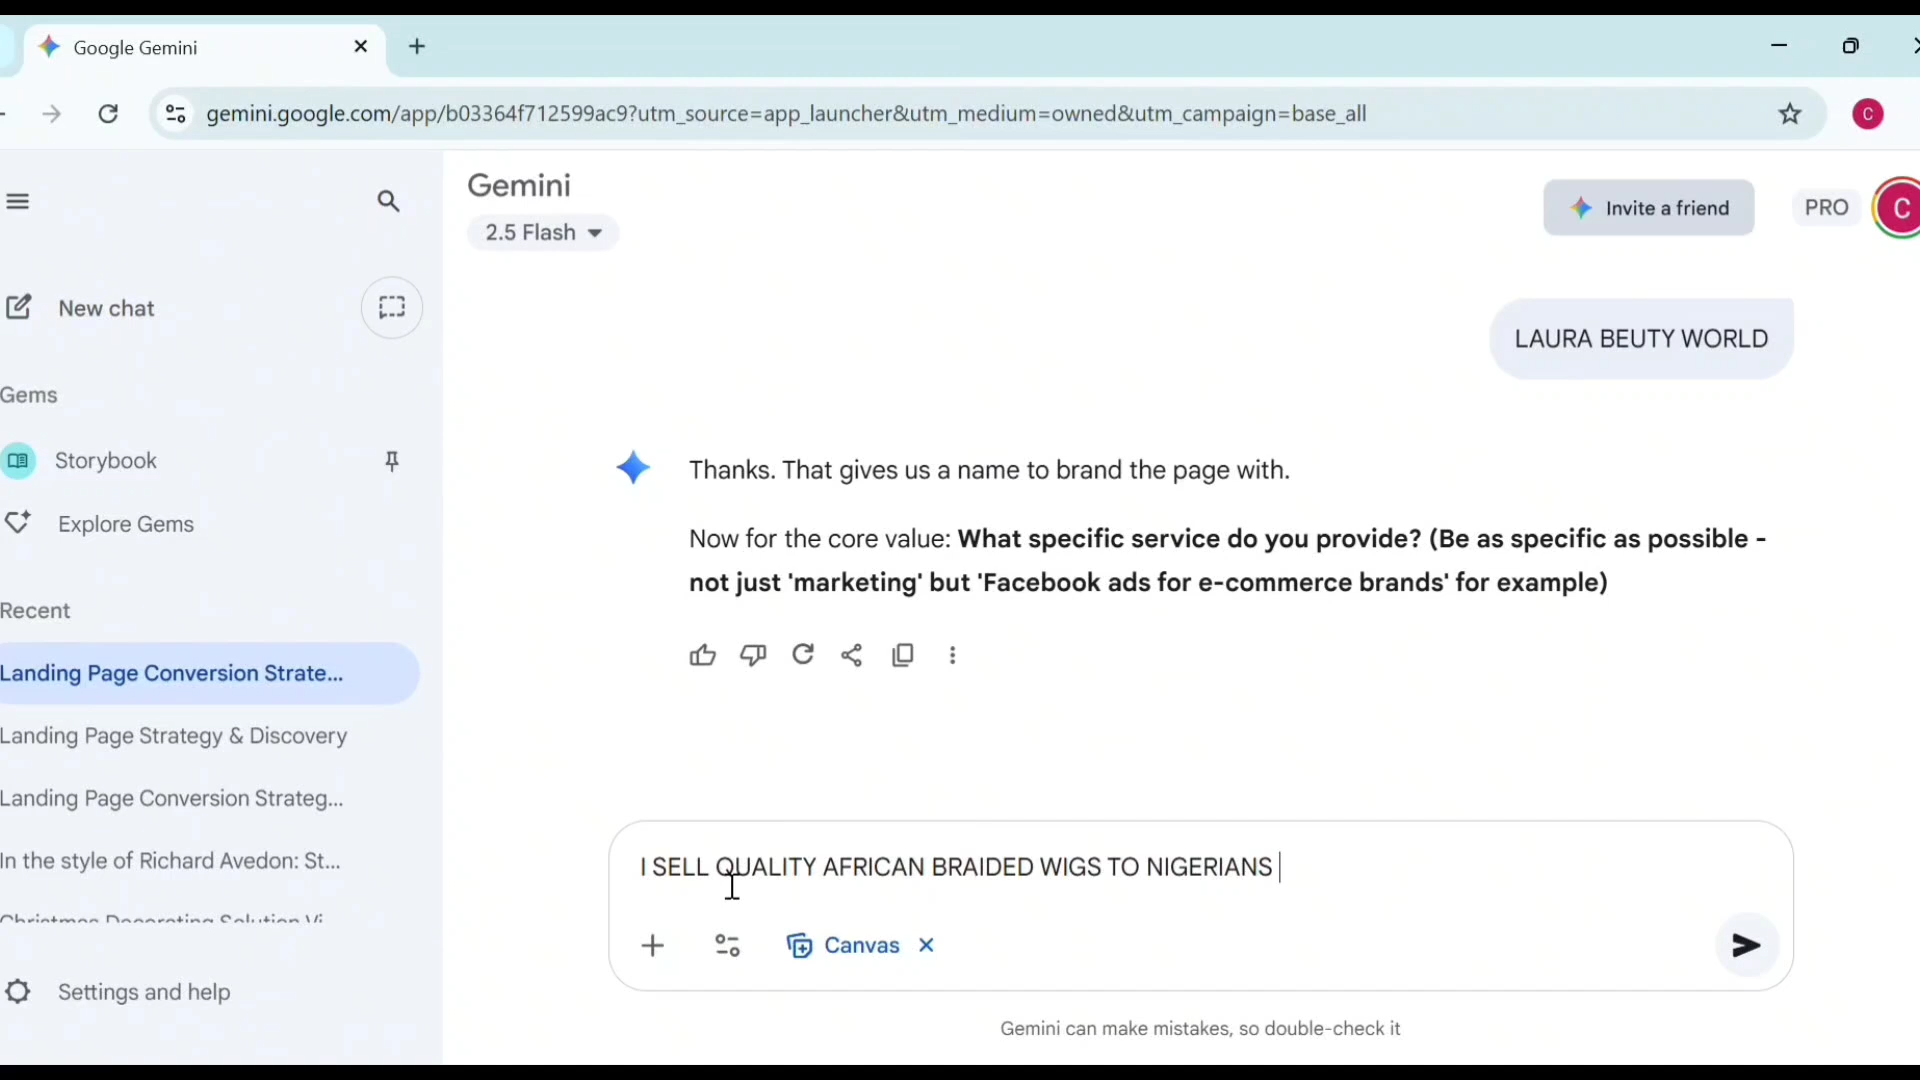 Google Gemini
gemini.google.com/app/b03364f712599ac9?utm_source=app_launcher&utm_medium=owned&utm_campaign=base_all
C
Gemini
2.5 Flash
Invite a friend
PRO
C
New chat
Gems
Storybook
Explore Gems
Recent
Landing Page Conversion Strate...
Landing Page Strategy & Discovery
Landing Page Conversion Strateg...
In the style of Richard Avedon: St...
Christmas Decorating Solution Vi
Settings and help
LAURA BEUTY WORLD
Thanks. That gives us a name to brand the page with.
Now for the core value: What specific service do you provide? (Be as specific as possible -
not just 'marketing' but 'Facebook ads for e-commerce brands' for example)
I SELL QUALITY AFRICAN BRAIDED WIGS TO NIGERIANS
Canvas
Gemini can make mistakes, so double-check it